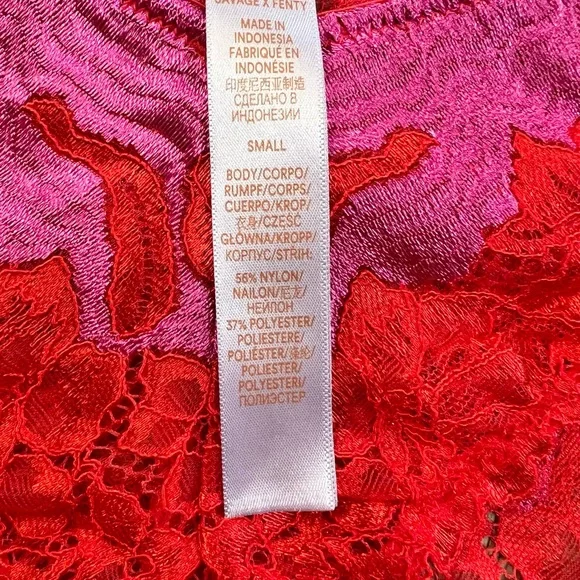 SAVAGE X FENTY
MADE IN
INDONESIA
FABRIQUÉ EN
INDONÉSIE
印度尼西亚制造
СДЕЛАНО В
ИНДОНЕЗИИ
SMALL
BODY/CORPO/
RUMPF/CORPS/
CUERPO/KROP/
衣身/CZĘŚĆ
GŁÓWNA/KROPP/
КОРПУС/STRIH:
56% NYLON/
NAILON/尼龙/
НЕЙЛОН
37% POLYESTER/
POLIESTERE/
POLIÉSTER/涤纶/
POLIESTER/
POLYESTER/
ПОЛИЭСТЕР